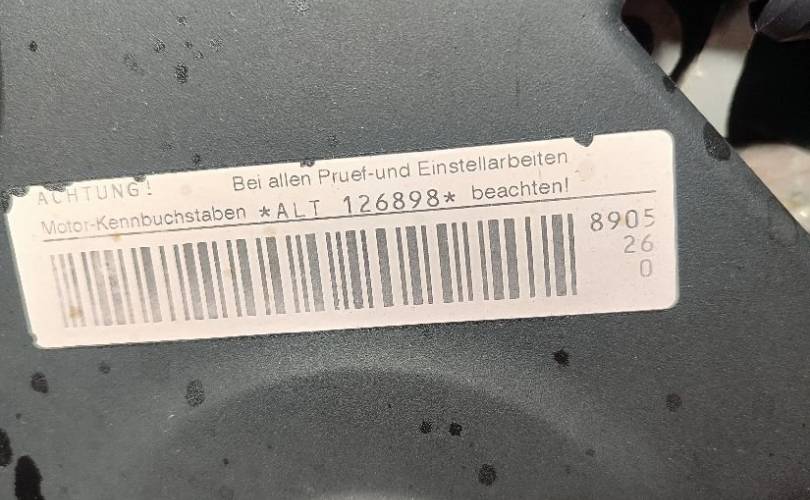 ACHTUNG! Bei allen Pruef-und Einstellarbeiten
Motor-Kennbuchstaben *ALT 126898* beachten!
8905
26
0